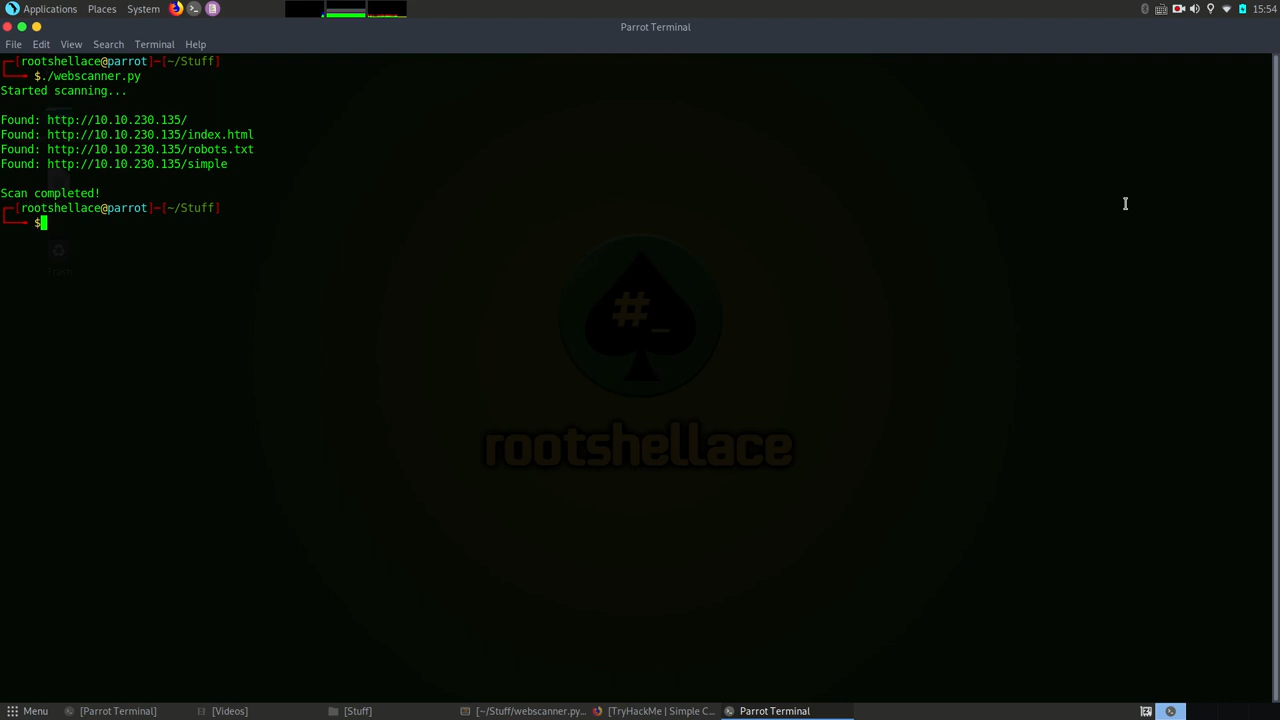 Applications Places System 15:54
Parrot Terminal
File Edit View Search Terminal Help
┌─[rootshellace@parrot]─[~/Stuff]
└──╼ $./webscanner.py
Started scanning...
Found: http://10.10.230.135/
Found: http://10.10.230.135/index.html
Found: http://10.10.230.135/robots.txt
Found: http://10.10.230.135/simple
Scan completed!
┌─[rootshellace@parrot]─[~/Stuff]
└──╼ $
Trash
#_
rootshellace
Menu [Parrot Terminal] [Videos] [Stuff] [~/Stuff/webscanner.py... [TryHackMe | Simple C... Parrot Terminal